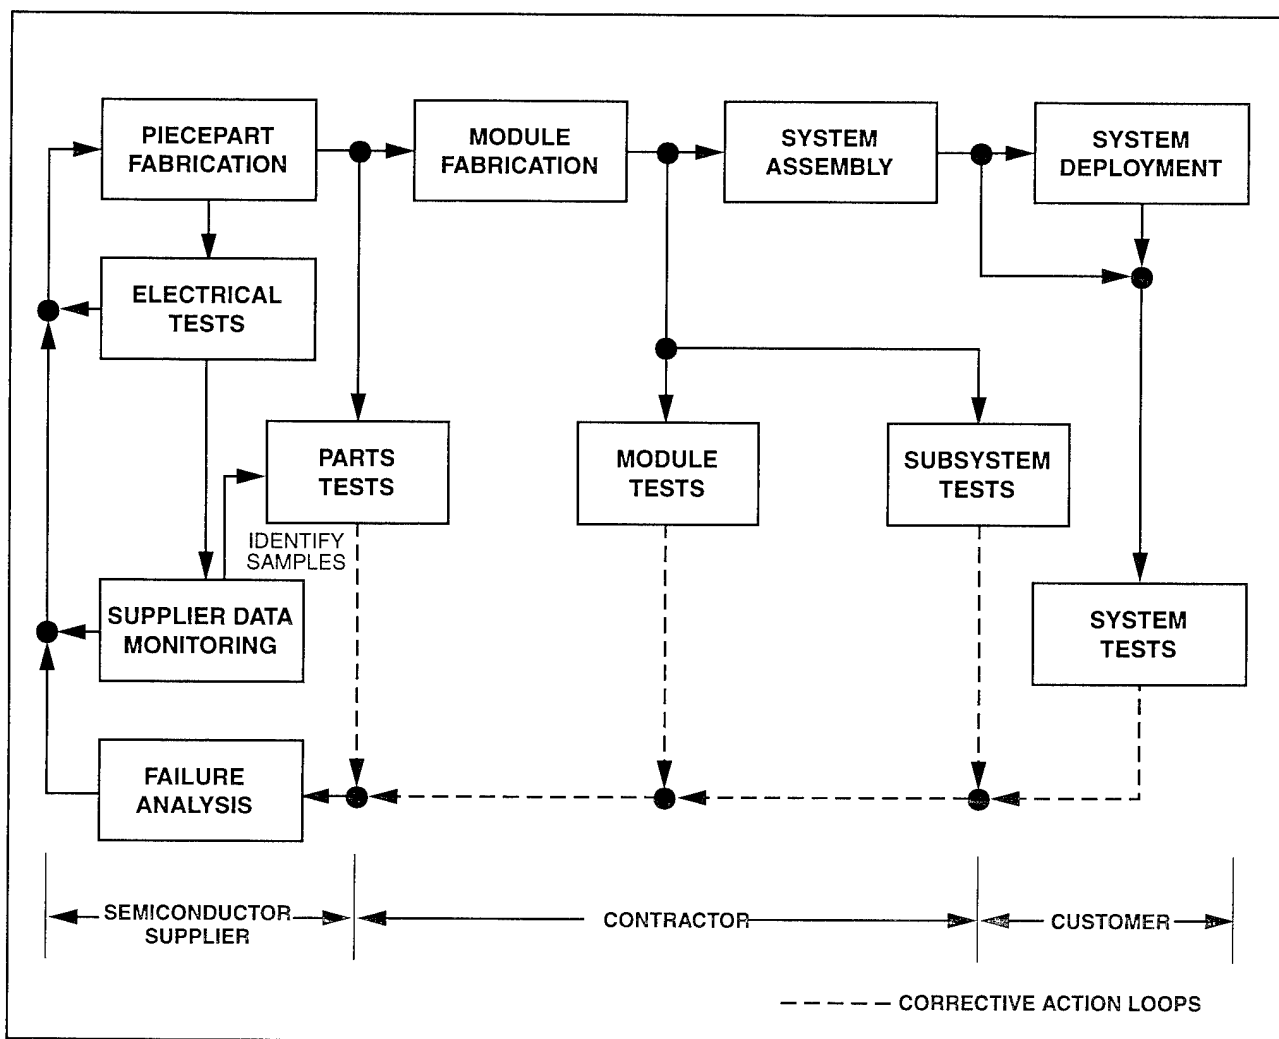 PIECEPART
FABRICATION
MODULE
FABRICATION
SYSTEM
ASSEMBLY
SYSTEM
DEPLOYMENT
ELECTRICAL
TESTS
PARTS
TESTS
MODULE
TESTS
SUBSYSTEM
TESTS
IDENTIFY
SAMPLES
SUPPLIER DATA
MONITORING
SYSTEM
TESTS
FAILURE
ANALYSIS
SEMICONDUCTOR
SUPPLIER
CONTRACTOR
CUSTOMER
CORRECTIVE ACTION LOOPS